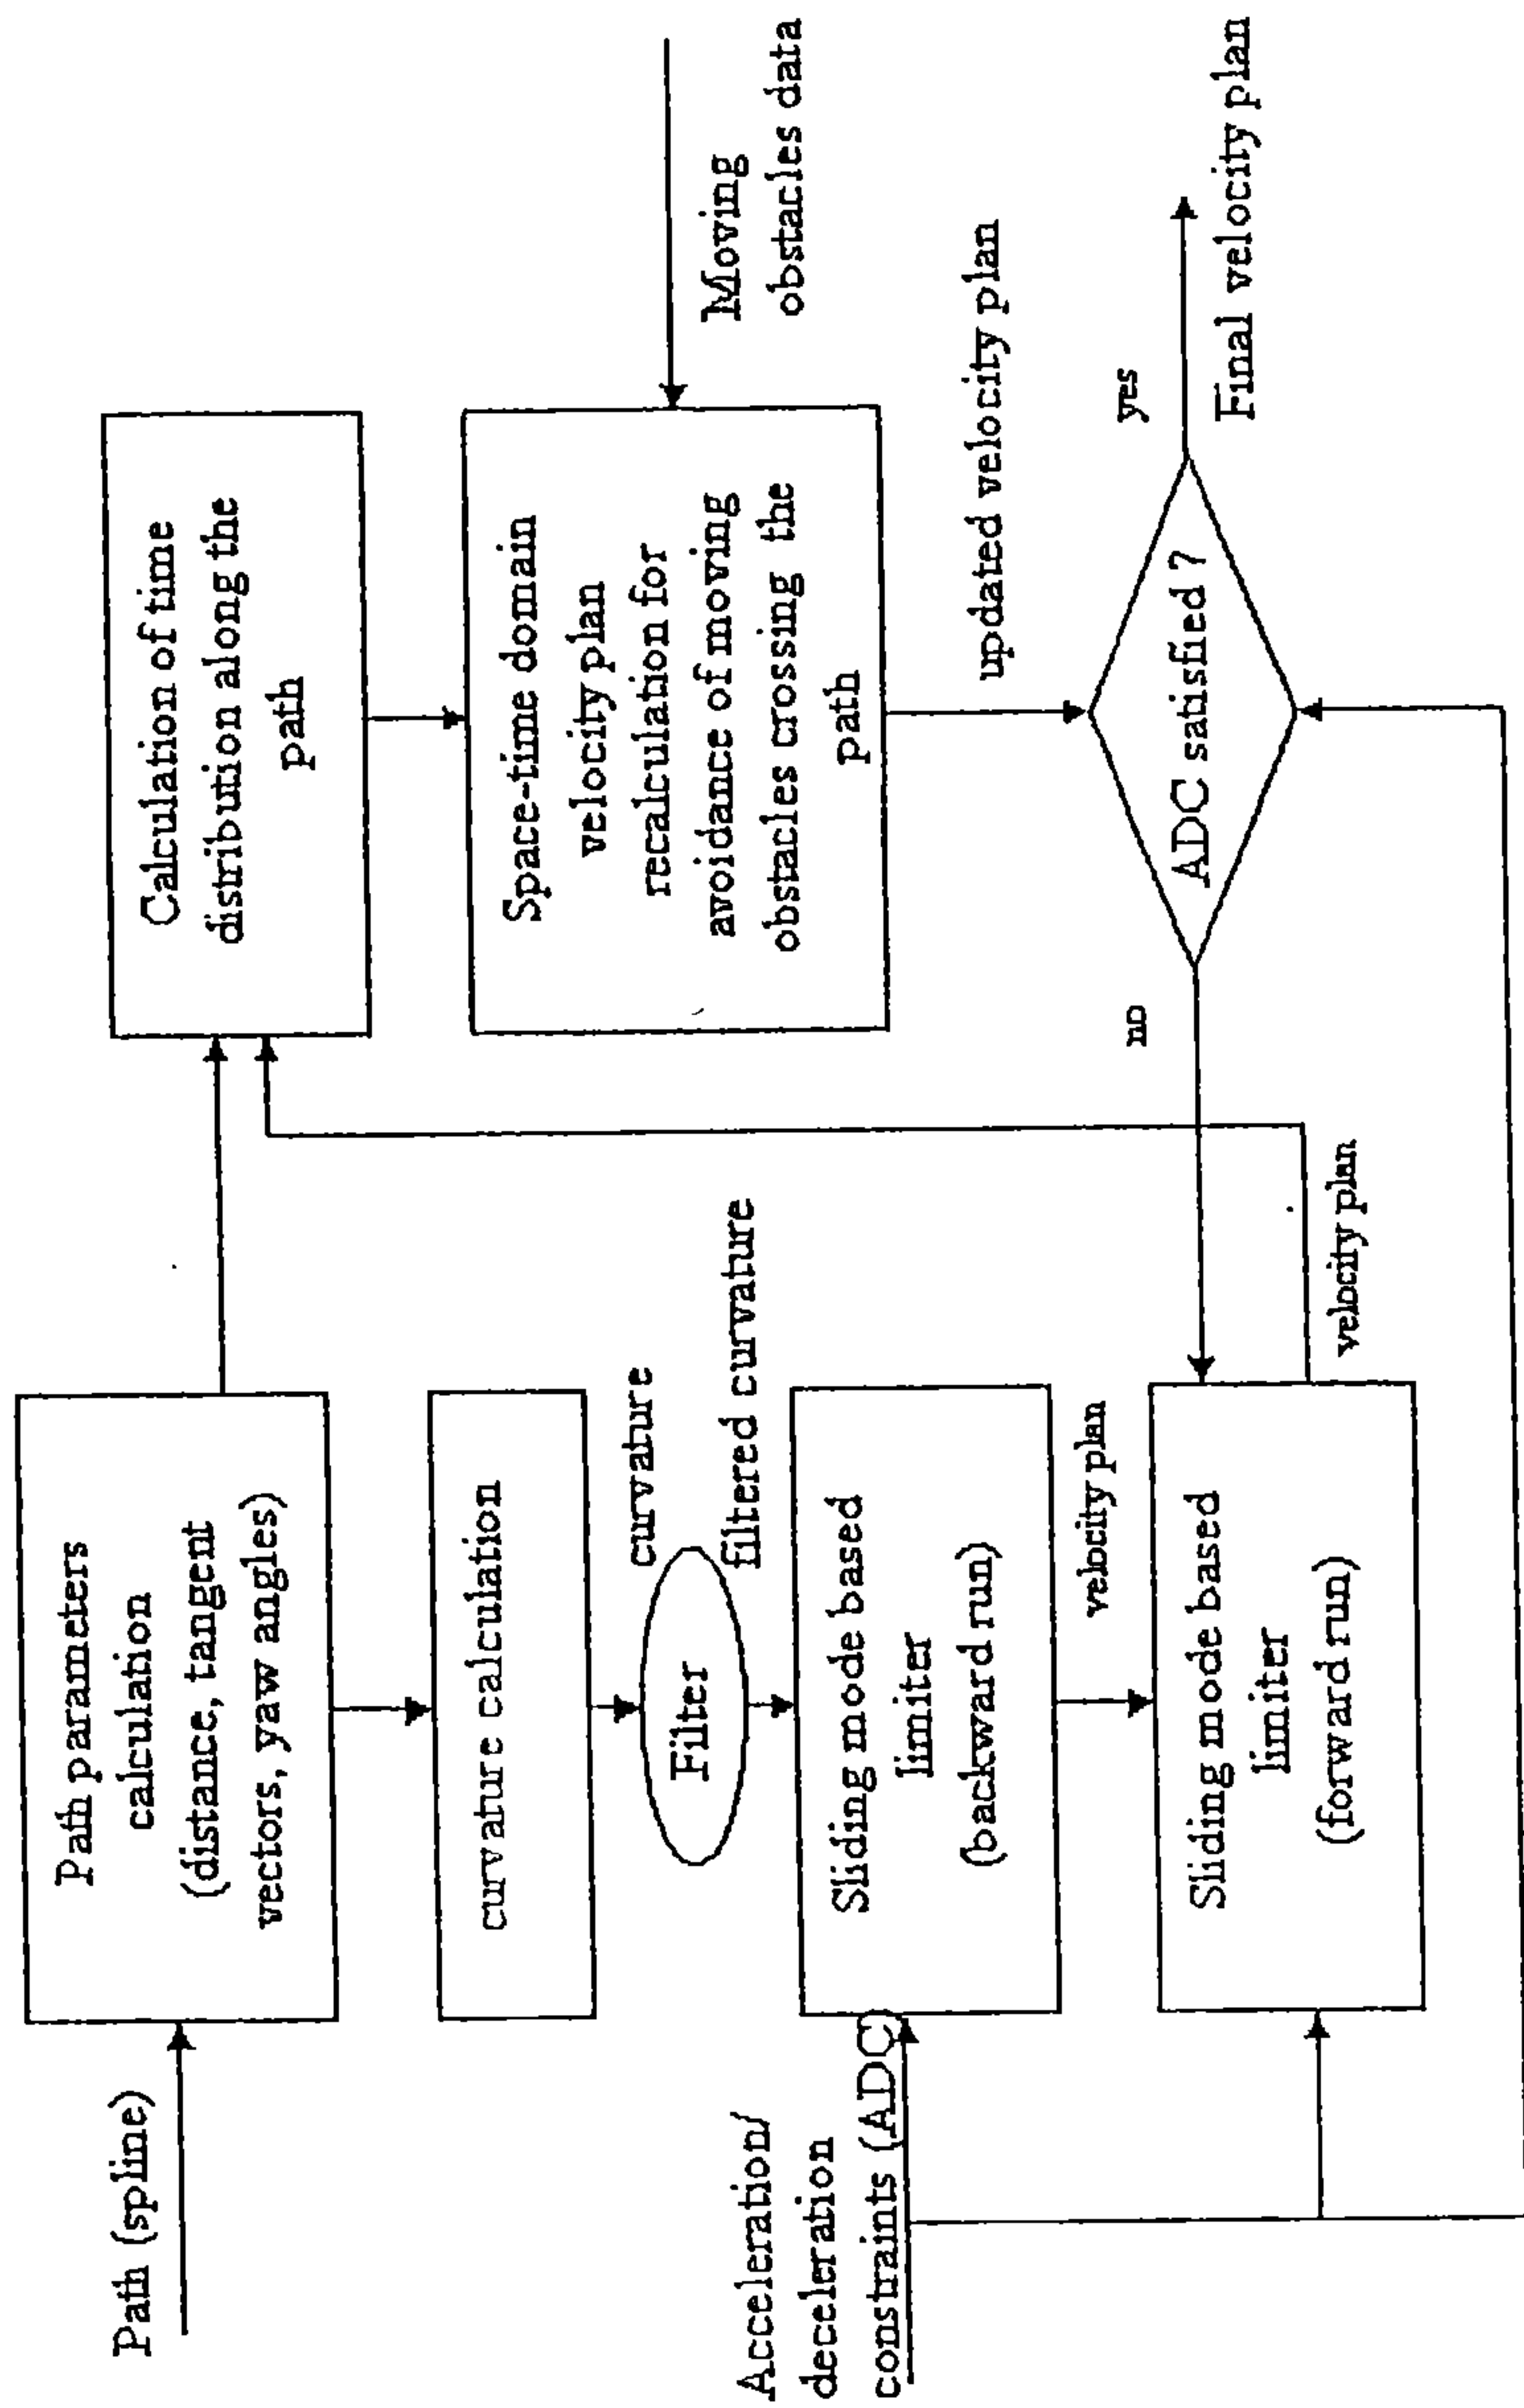 Path (spline)
Path parameters
calculation
(distance, tangent
vectors, yaw angles)
curvature calculation
curvature
Filter
filtered curvature
Acceleration/
deceleration
constraints (ADC)
Sliding mode based
limiter
(backward run)
velocity plan
Sliding mode based
limiter
(forward run)
velocity plan
Calculation of time
distribution along the
path
Space-time domain
velocity plan
recalculation for
avoidance of moving
obstacles crossing the
path
Moving
obstacles data
updated velocity plan
ADC satisfied ?
no
yes
Final velocity plan